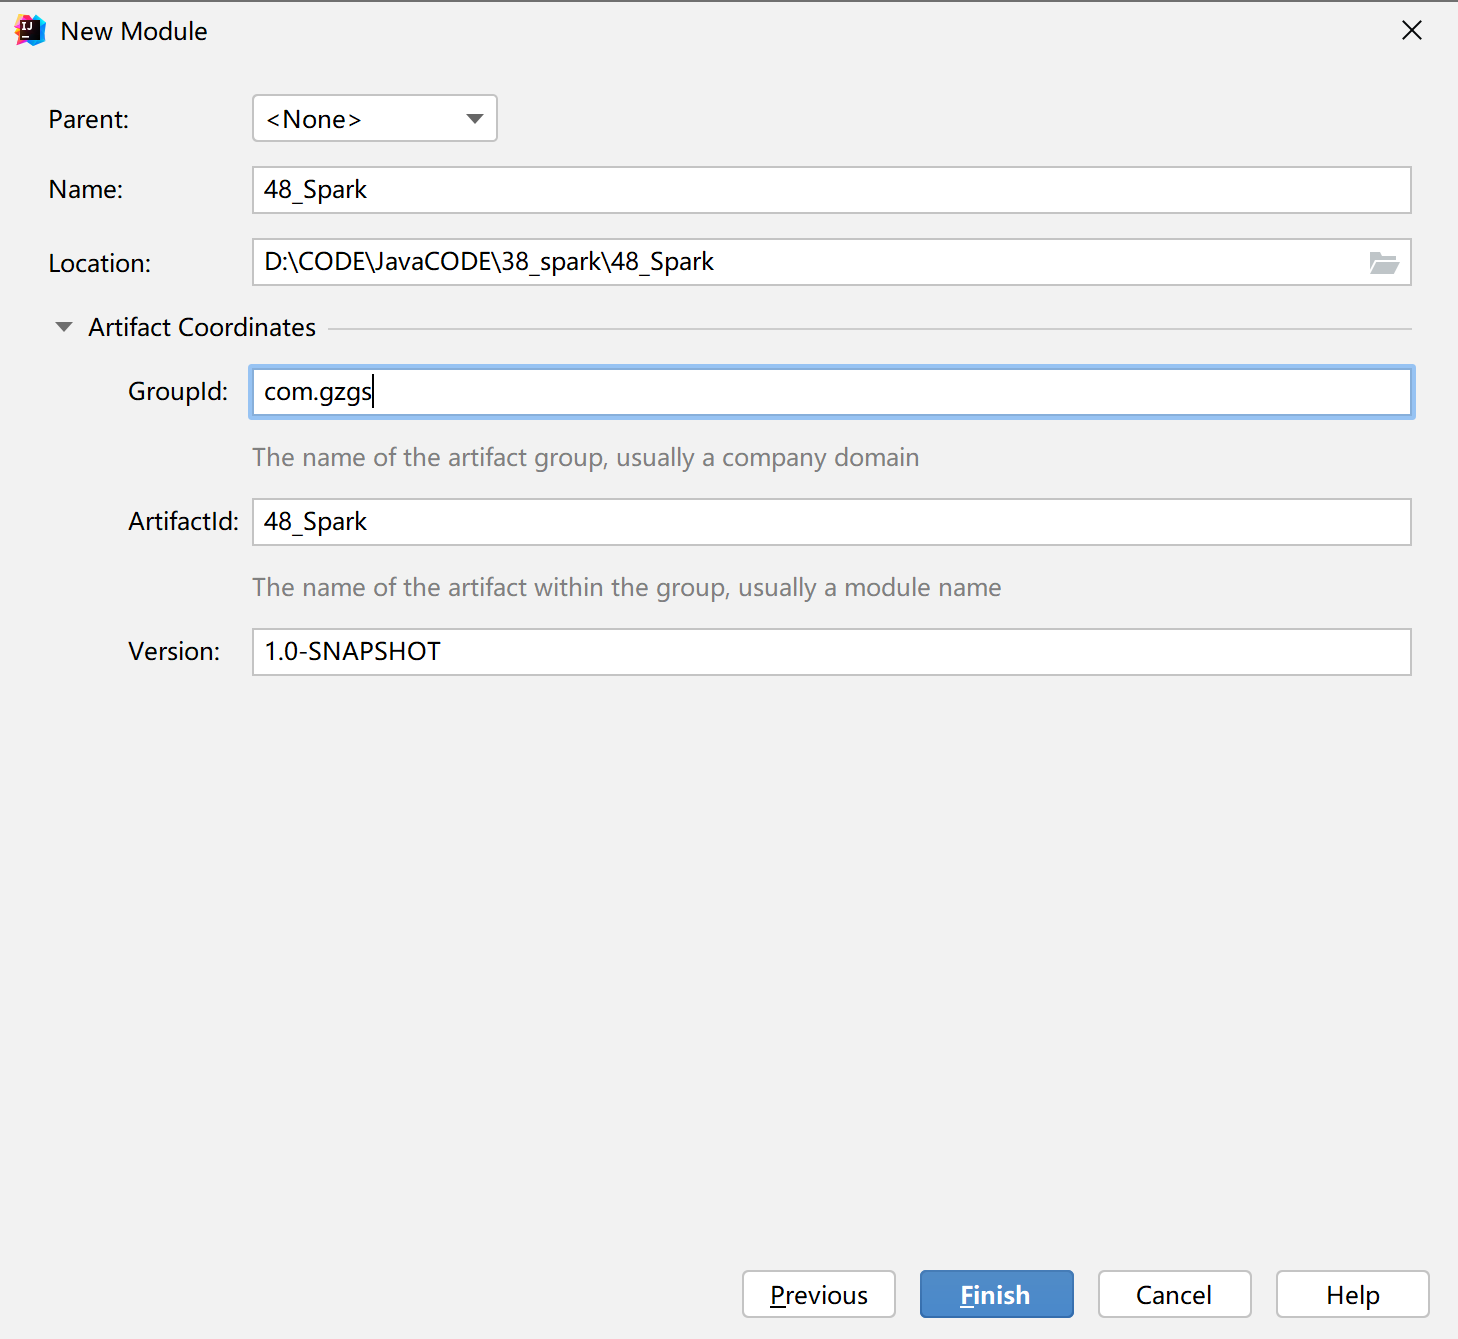 New Module
Parent: <None>
Name: 48_Spark
Location: D:\CODE\JavaCODE\38_spark\48_Spark
Artifact Coordinates
GroupId: com.gzgs
The name of the artifact group, usually a company domain
ArtifactId: 48_Spark
The name of the artifact within the group, usually a module name
Version: 1.0-SNAPSHOT
Previous Finish Cancel Help